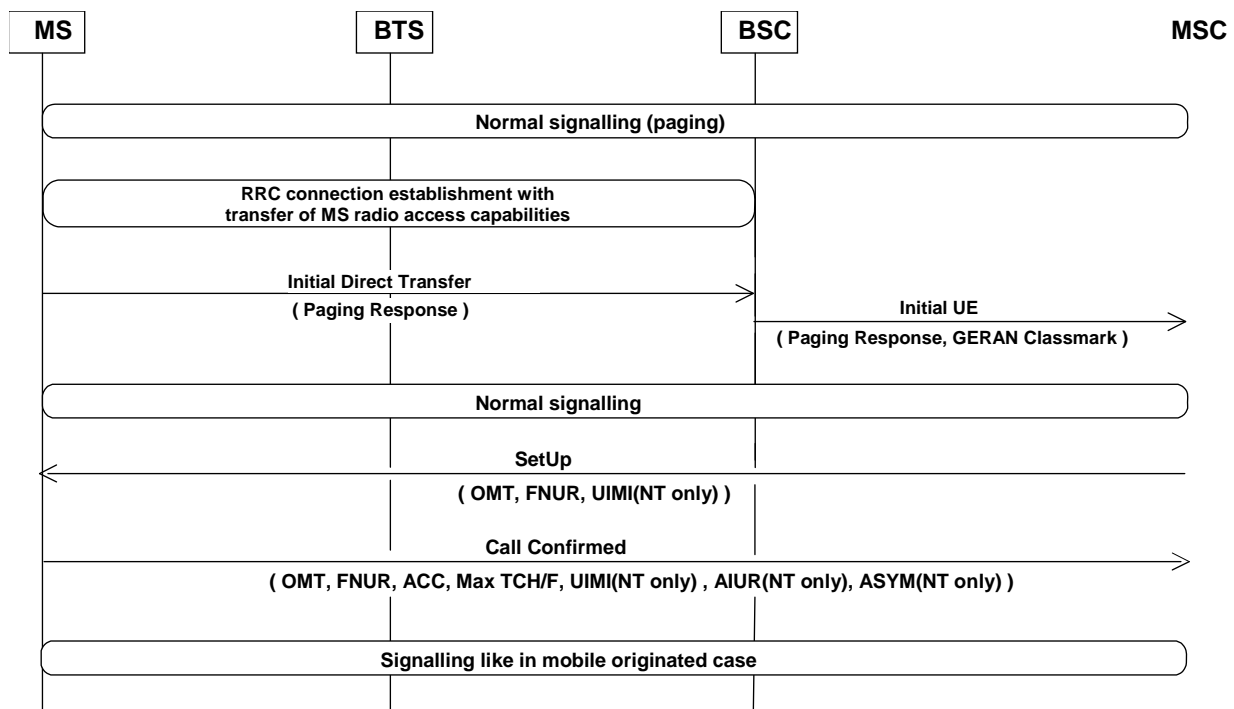 MS BTS BSC MSC
Normal signalling (paging)
RRC connection establishment with
transfer of MS radio access capabilities
Initial Direct Transfer
( Paging Response )
Initial UE
( Paging Response, GERAN Classmark )
Normal signalling
SetUp
( OMT, FNUR, UIMI(NT only) )
Call Confirmed
( OMT, FNUR, ACC, Max TCH/F, UIMI(NT only) , AIUR(NT only), ASYM(NT only) )
Signalling like in mobile originated case